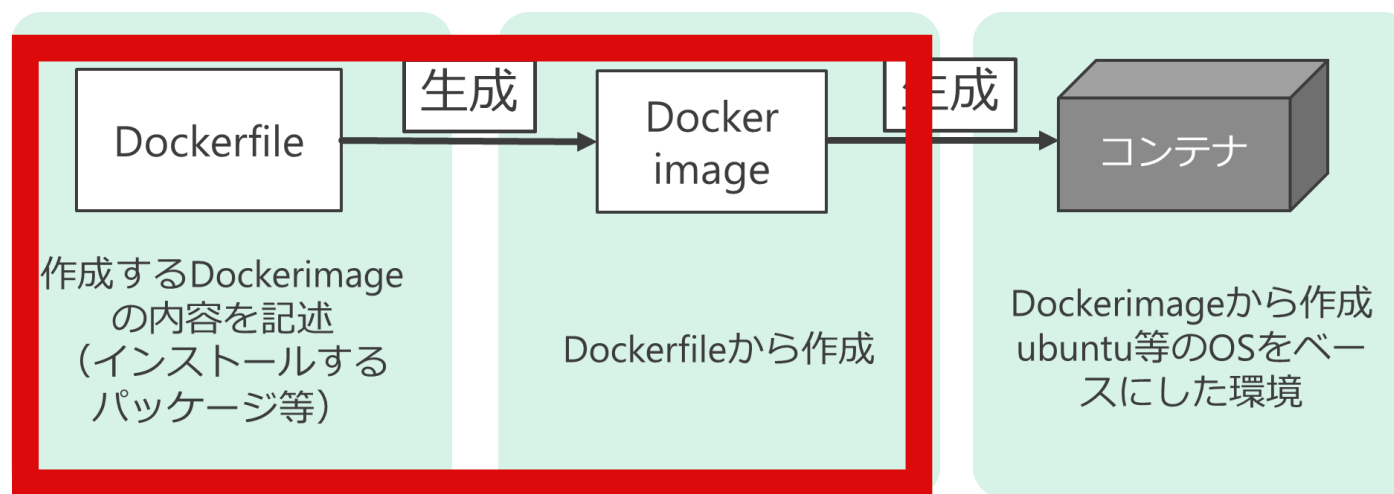 Dockerfile
生成
Docker
image
生成
コンテナ
作成するDockerimage
の内容を記述
（インストールする
パッケージ等）
Dockerfileから作成
Dockerimageから作成
ubuntu等のOSをベー
スにした環境